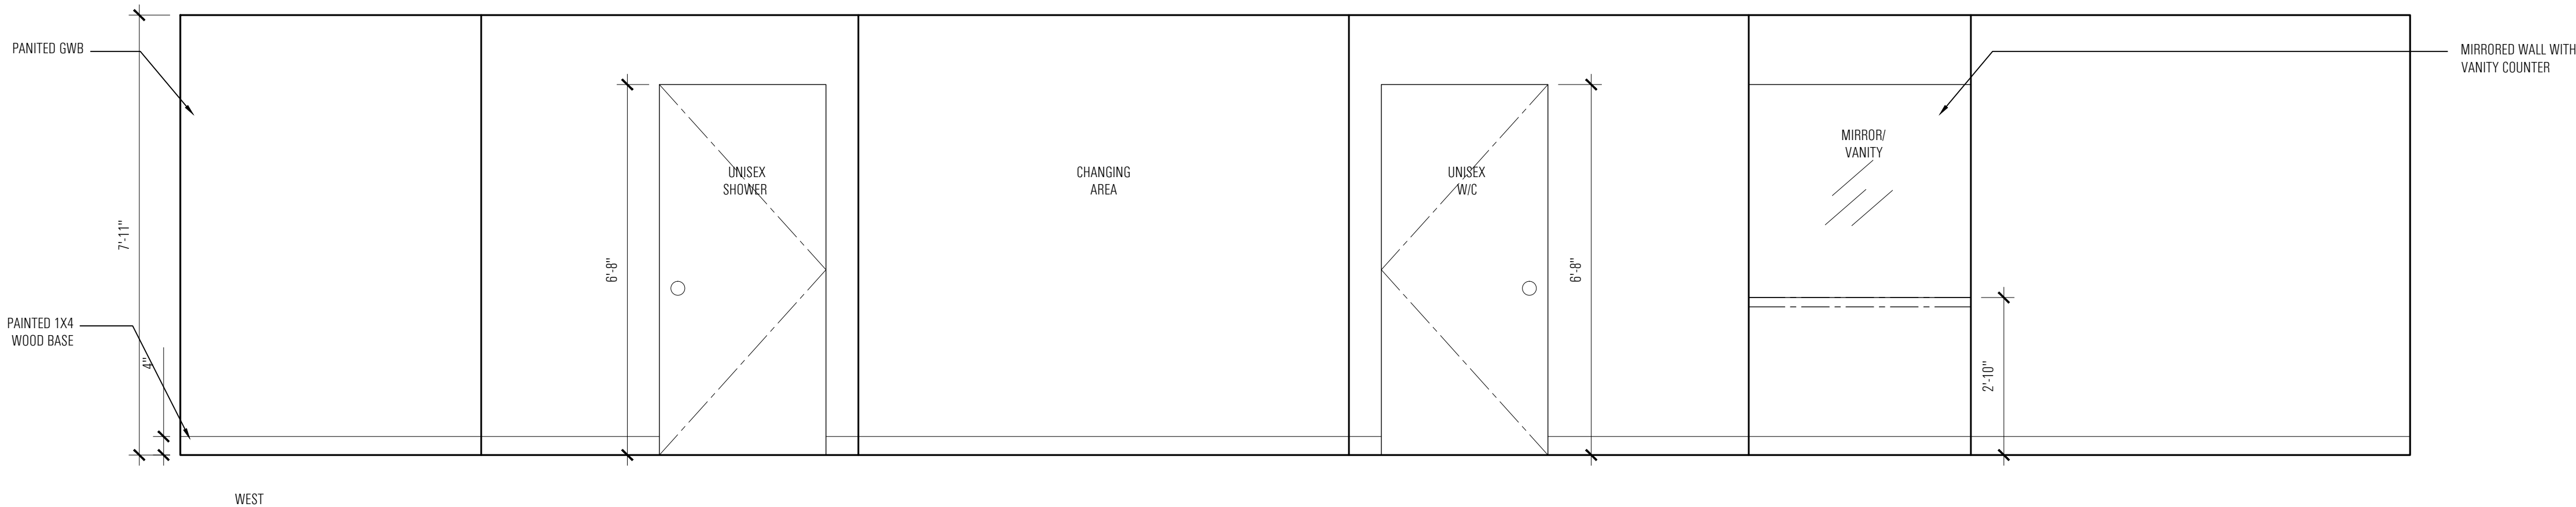 PANITED GWB
MIRRORED WALL WITH
VANITY COUNTER
MIRROR/
VANITY
UNISEX
SHOWER
CHANGING
AREA
UNISEX
W/C
7'-11"
6'-8"
6'-8"
PAINTED 1X4
WOOD BASE
4"
2'-10"
WEST